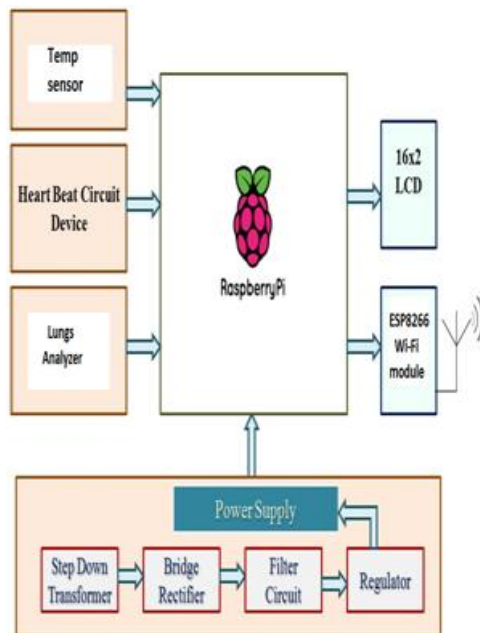 Temp
sensor
Heart Beat Circuit
Device
Lungs
Analyzer
RaspberryPi
16x2
LCD
ESP8266
Wi-Fi
module
Power Supply
Step Down
Transformer
Bridge
Rectifier
Filter
Circuit
Regulator